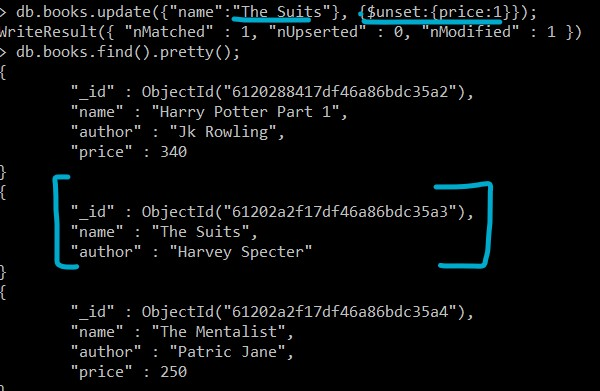 > db.books.update({"name":"The Suits"}, {$unset:{price:1}});
WriteResult({ "nMatched" : 1, "nUpserted" : 0, "nModified" : 1 })
> db.books.find().pretty();
{
"_id" : ObjectId("6120288417df46a86bdc35a2"),
"name" : "Harry Potter Part 1",
"author" : "Jk Rowling",
"price" : 340
}
{
"_id" : ObjectId("61202a2f17df46a86bdc35a3"),
"name" : "The Suits",
"author" : "Harvey Specter"
}
{
"_id" : ObjectId("61202a2f17df46a86bdc35a4"),
"name" : "The Mentalist",
"author" : "Patric Jane",
"price" : 250
}